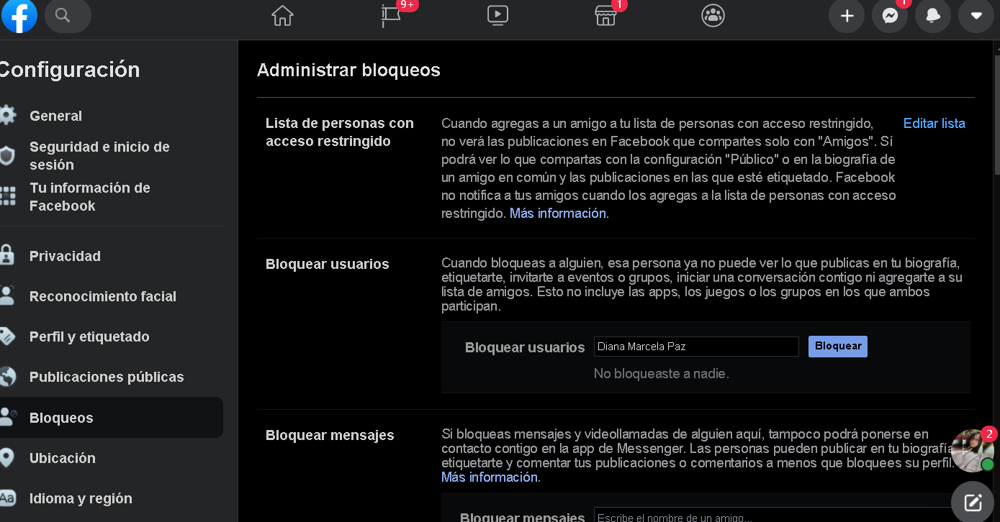 f
9+
1
1
Configuración
General
Seguridad e inicio de
sesión
Tu información de
Facebook
Privacidad
Reconocimiento facial
Perfil y etiquetado
Publicaciones públicas
Bloqueos
Ubicación
Aa
Idioma y región
Administrar bloqueos
Lista de personas con
acceso restringido
Cuando agregas a un amigo a tu lista de personas con acceso restringido,
no verá las publicaciones en Facebook que compartes solo con "Amigos". Sí
podrá ver lo que compartas con la configuración "Público" o en la biografía de
un amigo en común y las publicaciones en las que esté etiquetado. Facebook
no notifica a tus amigos cuando los agregas a la lista de personas con acceso
restringido. Más información.
Editar lista
Bloquear usuarios
Cuando bloqueas a alguien, esa persona ya no puede ver lo que publicas en tu biografía,
etiquetarte, invitarte a eventos o grupos, iniciar una conversación contigo ni agregarte a su
lista de amigos. Esto no incluye las apps, los juegos o los grupos en los que ambos
participan.
Bloquear usuarios
Diana Marcela Paz
Bloquear
No bloqueaste a nadie.
Bloquear mensajes
Si bloqueas mensajes y videollamadas de alguien aquí, tampoco podrá ponerse en
contacto contigo en la app de Messenger. Las personas pueden publicar en tu biografía
etiquetarte y comentar tus publicaciones o comentarios a menos que bloquees su perfil.
Más información.
Bloquear mensajes
Escribe el nombre de un amigo...
2